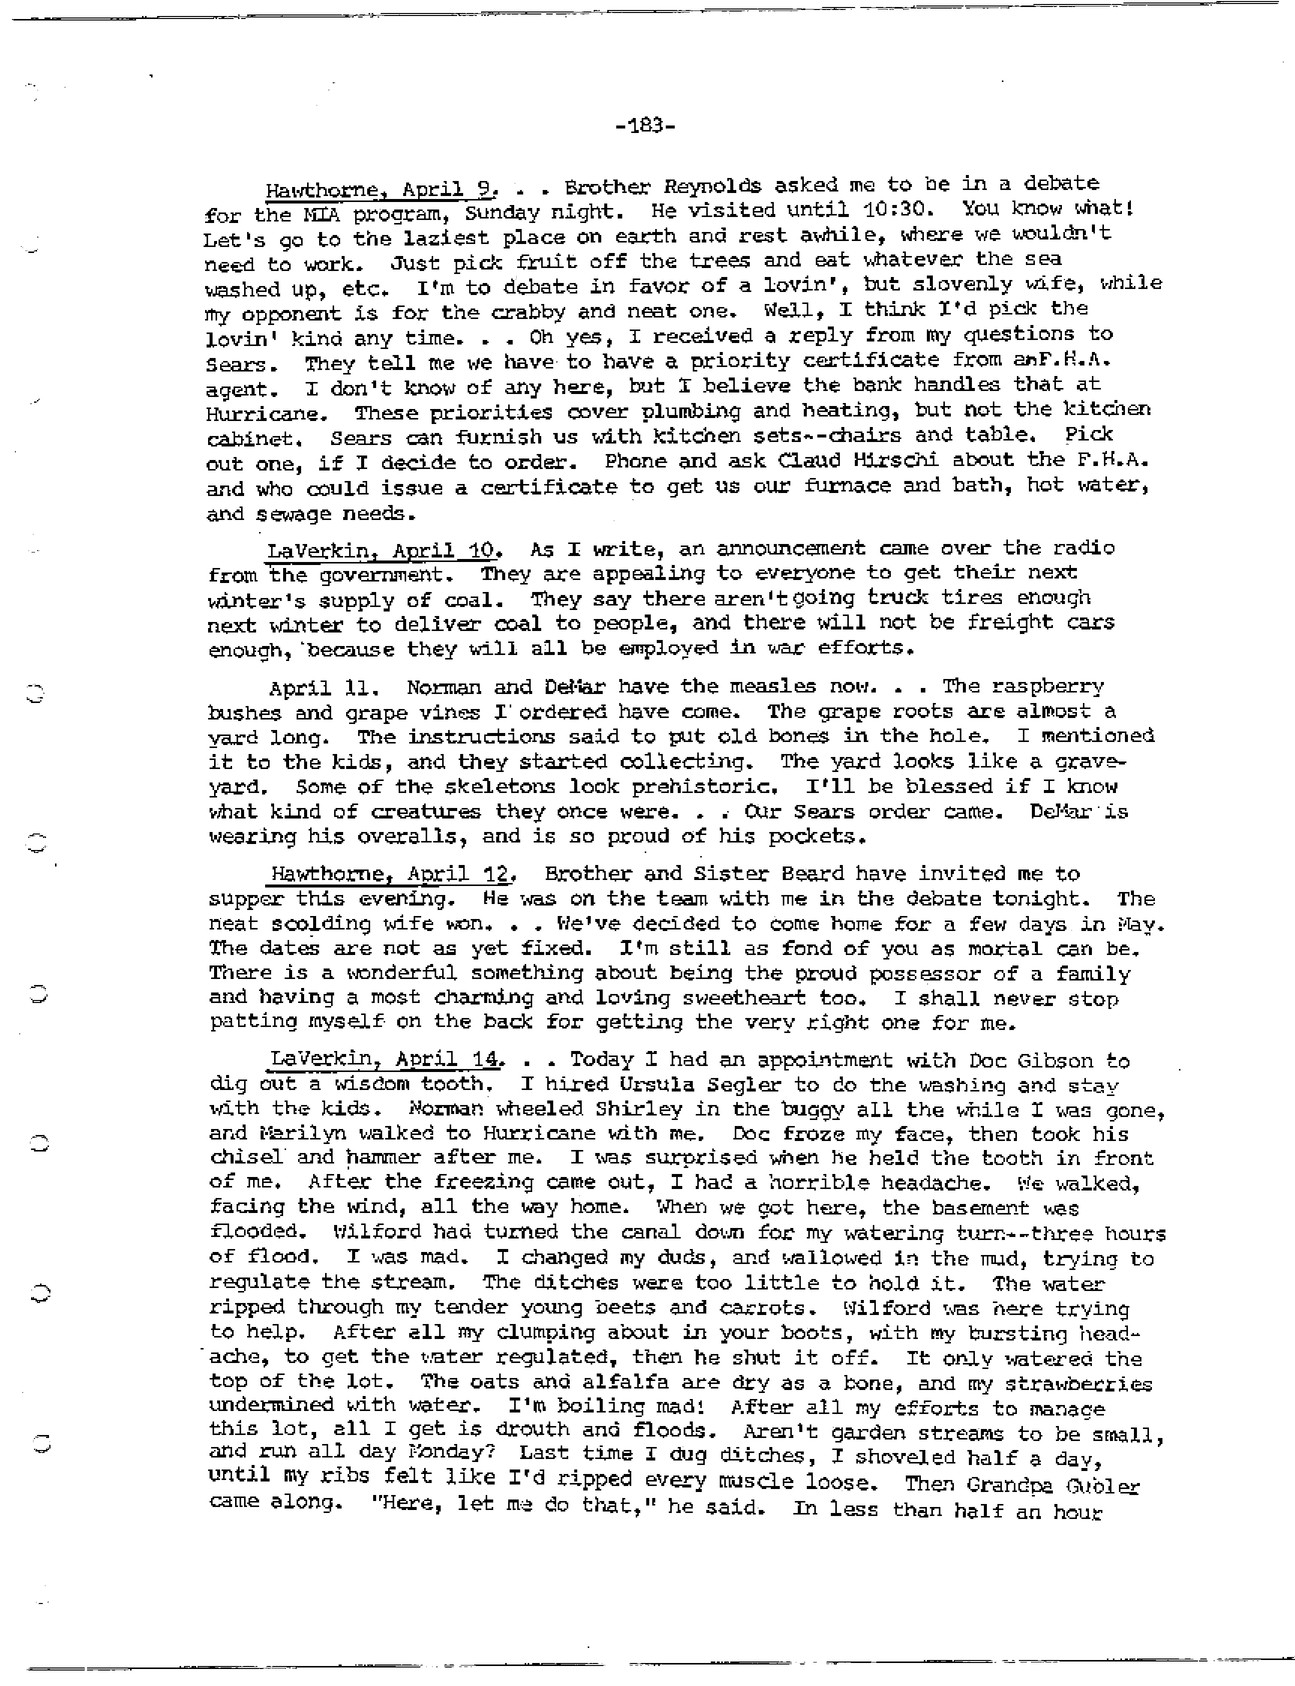 -183-
Hawthorne, April 9. . . Brother Reynolds asked me to be in a debate
for the MIA program, Sunday night. He visited until 10:30. You know what!
Let's go to the laziest place on earth and rest awhile, where we wouldn't
need to work. Just pick fruit off the trees and eat whatever the sea
washed up, etc. I'm to debate in favor of a lovin', but slovenly wife, while
my opponent is for the crabby and neat one. Well, I think I'd pick the
lovin' kind any time. . . Oh yes, I received a reply from my questions to
Sears. They tell me we have to have a priority certificate from anF.H.A.
agent. I don't know of any here, but I believe the bank handles that at
Hurricane. These priorities cover plumbing and heating, but not the kitchen
cabinet. Sears can furnish us with kitchen sets--chairs and table. Pick
out one, if I decide to order. Phone and ask Claud Hirschi about the F.H.A.
and who could issue a certificate to get us our furnace and bath, hot water,
and sewage needs.
LaVerkin, April 10. As I write, an announcement came over the radio
from the government. They are appealing to everyone to get their next
winter's supply of coal. They say there aren't going truck tires enough
next winter to deliver coal to people, and there will not be freight cars
enough, because they will all be employed in war efforts.
April 11. Norman and DeMar have the measles now. . . The raspberry
bushes and grape vines I ordered have come. The grape roots are almost a
yard long. The instructions said to put old bones in the hole. I mentioned
it to the kids, and they started collecting. The yard looks like a grave-
yard. Some of the skeletons look prehistoric. I'll be blessed if I know
what kind of creatures they once were. . . Our Sears order came. DeMar is
wearing his overalls, and is so proud of his pockets.
Hawthorne, April 12. Brother and Sister Beard have invited me to
supper this evening. He was on the team with me in the debate tonight. The
neat scolding wife won. . . We've decided to come home for a few days in May.
The dates are not as yet fixed. I'm still as fond of you as mortal can be.
There is a wonderful something about being the proud possessor of a family
and having a most charming and loving sweetheart too. I shall never stop
patting myself on the back for getting the very right one for me.
LaVerkin, April 14. . . Today I had an appointment with Doc Gibson to
dig out a wisdom tooth. I hired Ursula Segler to do the washing and stay
with the kids. Norman wheeled Shirley in the buggy all the while I was gone,
and Marilyn walked to Hurricane with me. Doc froze my face, then took his
chisel and hammer after me. I was surprised when he held the tooth in front
of me. After the freezing came out, I had a horrible headache. We walked,
facing the wind, all the way home. When we got here, the basement was
flooded. Wilford had turned the canal down for my watering turn--three hours
of flood. I was mad. I changed my duds, and wallowed in the mud, trying to
regulate the stream. The ditches were too little to hold it. The water
ripped through my tender young beets and carrots. Wilford was here trying
to help. After all my clumping about in your boots, with my bursting head-
ache, to get the water regulated, then he shut it off. It only watered the
top of the lot. The oats and alfalfa are dry as a bone, and my strawberries
undermined with water. I'm boiling mad! After all my efforts to manage
this lot, all I get is drouth and floods. Aren't garden streams to be small,
and run all day Monday? Last time I dug ditches, I shoveled half a day,
until my ribs felt like I'd ripped every muscle loose. Then Grandpa Gubler
came along. "Here, let me do that," he said. In less than half an hour